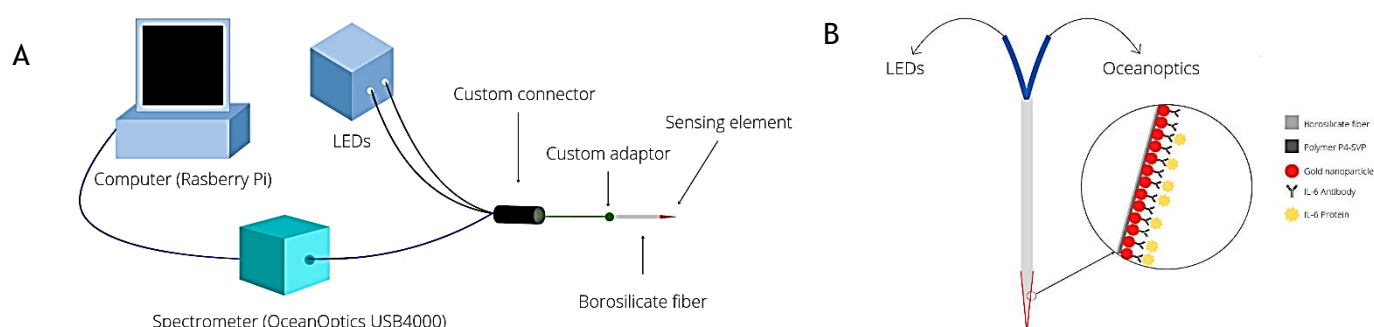 A
Computer (Rasberry Pi)
LEDs
Custom connector
Custom adaptor
Sensing element
Borosilicate fiber
Spectrometer (OceanOptics USB4000)
B
LEDs
Oceanoptics
Borosilicate fiber
Polymer P4-SVP
Gold nanoparticle
IL-6 Antibody
IL-6 Protein